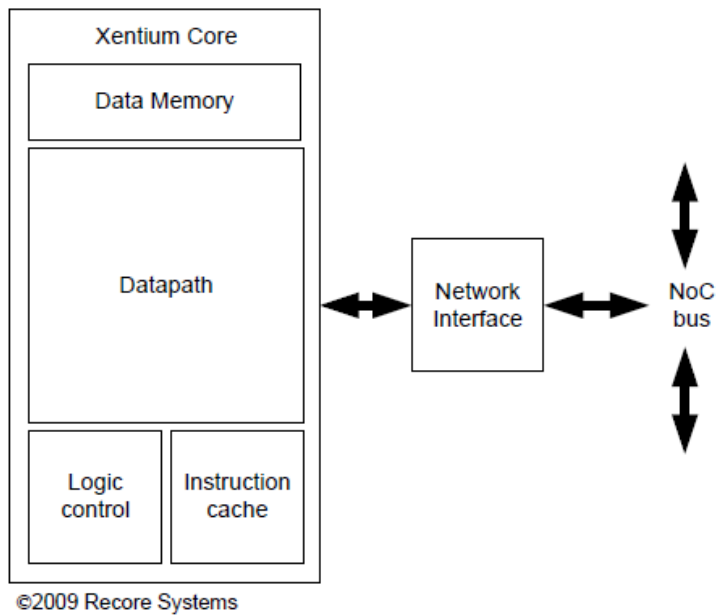 Xentium Core
Data Memory
Datapath
Logic
control
Instruction
cache
Network
Interface
NoC
bus
©2009 Recore Systems